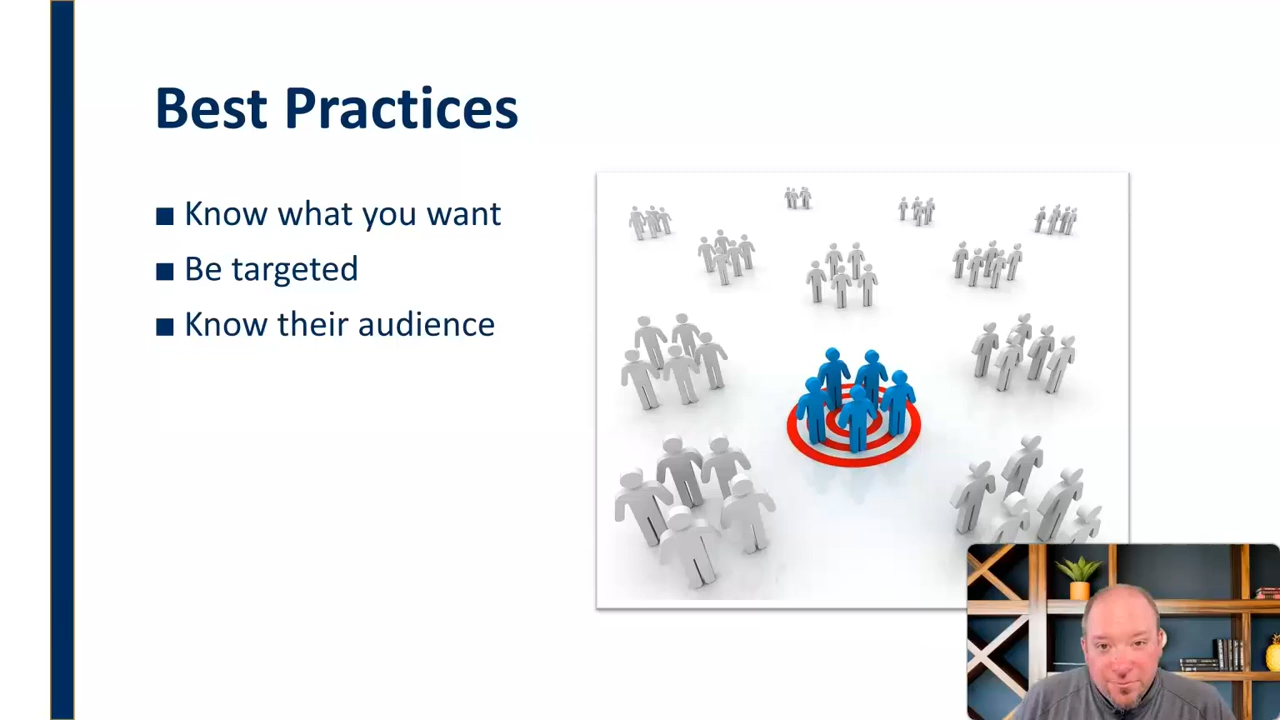 Best Practices
■ Know what you want
■ Be targeted
■ Know their audience